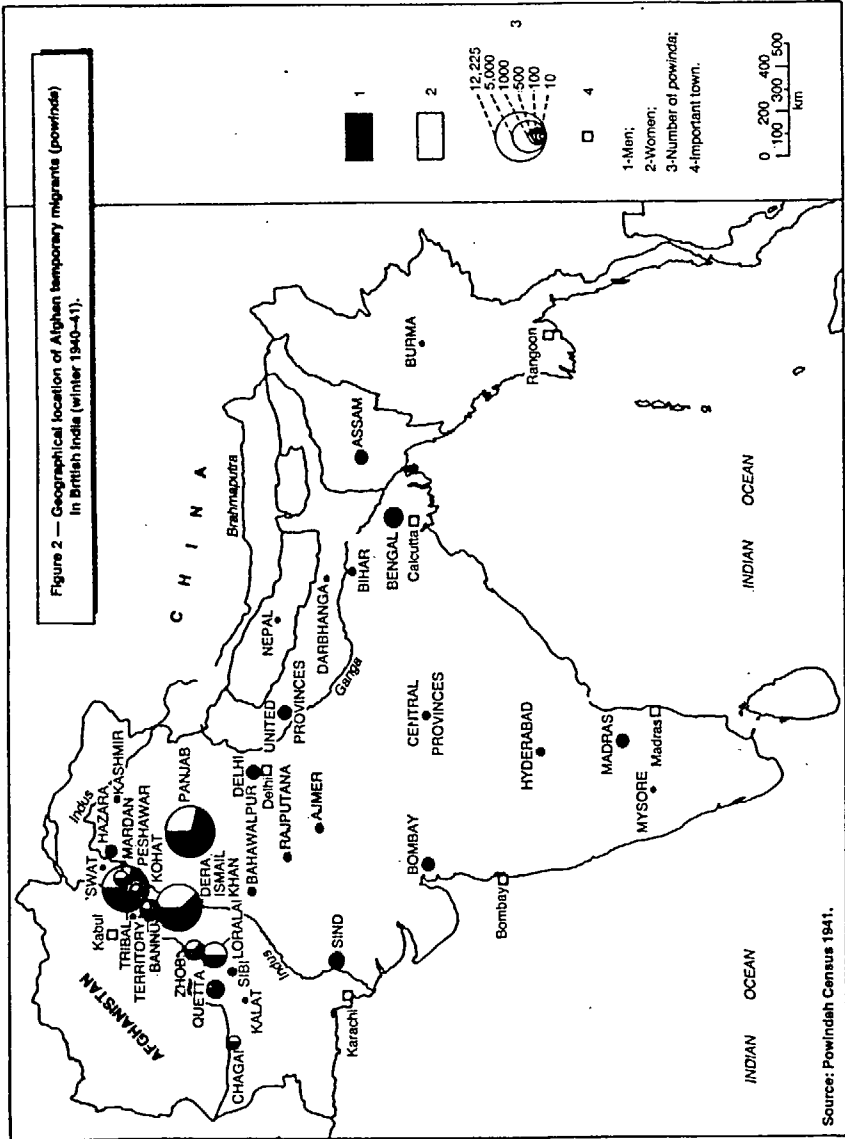 Figure 2 — Geographical location of Afghan temporary migrants (powinda)
in British India (winter 1940–41).
CHINA
Brahmaputra
AFGHANISTAN
Kabul
SWAT
HAZARA
Indus
KASHMIR
MARDAN
PESHAWAR
KOHAT
TRIBAL
TERRITORY
BANNU
PANJAB
DERA
ISMAIL
KHAN
ZHOB
LORALAI
QUETTA
SIBI
KALAT
CHAGAI
BAHAWALPUR
DELHI
Delhi
UNITED
PROVINCES
NEPAL
DARBHANGA
Ganga
BIHAR
ASSAM
BURMA
RAJPUTANA
AJMER
Indus
SIND
Karachi
BENGAL
Calcutta
Rangoon
CENTRAL
PROVINCES
BOMBAY
Bombay
HYDERABAD
MADRAS
Madras
MYSORE
INDIAN OCEAN
INDIAN OCEAN
1
2
12,225
5,000
1000
500
100
10
3
4
1-Men;
2-Women;
3-Number of powinda;
4-Important town.
0 100 200 300 400 500
km
Source: Powindah Census 1941.